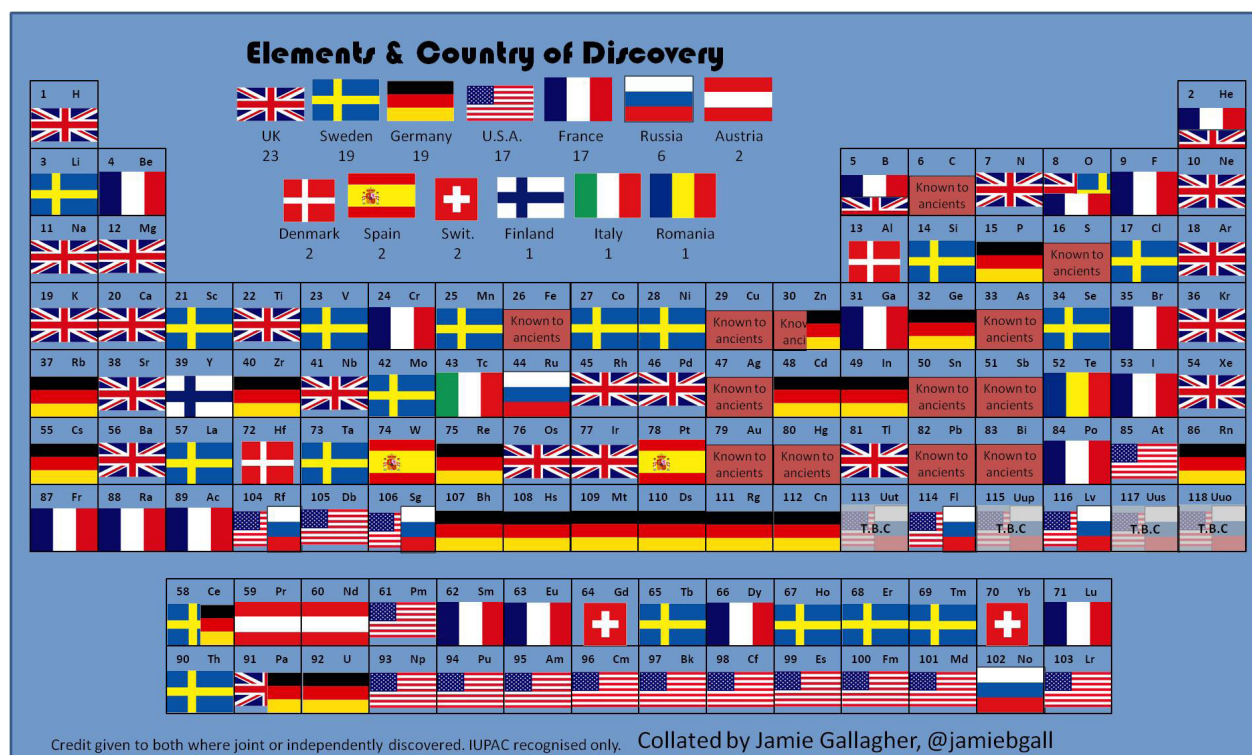 Elements & Country of Discovery
UK Sweden Germany U.S.A. France Russia Austria
23 19 19 17 17 6 2
Denmark Spain Swit. Finland Italy Romania
2 2 2 1 1 1
1 H 2 He
3 Li 4 Be 5 B 6 C 7 N 8 O 9 F 10 Ne
Known to
ancients
11 Na 12 Mg 13 Al 14 Si 15 P 16 S 17 Cl 18 Ar
Known to
ancients
19 K 20 Ca 21 Sc 22 Ti 23 V 24 Cr 25 Mn 26 Fe 27 Co 28 Ni 29 Cu 30 Zn 31 Ga 32 Ge 33 As 34 Se 35 Br 36 Kr
Known to Known to Know Known to
ancients ancients anci ancients
37 Rb 38 Sr 39 Y 40 Zr 41 Nb 42 Mo 43 Tc 44 Ru 45 Rh 46 Pd 47 Ag 48 Cd 49 In 50 Sn 51 Sb 52 Te 53 I 54 Xe
Known to Known to Known to
ancients ancients ancients
55 Cs 56 Ba 57 La 72 Hf 73 Ta 74 W 75 Re 76 Os 77 Ir 78 Pt 79 Au 80 Hg 81 Tl 82 Pb 83 Bi 84 Po 85 At 86 Rn
Known to Known to Known to Known to
ancients ancients ancients ancients
87 Fr 88 Ra 89 Ac 104 Rf 105 Db 106 Sg 107 Bh 108 Hs 109 Mt 110 Ds 111 Rg 112 Cn 113 Uut 114 Fl 115 Uup 116 Lv 117 Uus 118 Uuo
T.B.C T.B.C T.B.C T.B.C
58 Ce 59 Pr 60 Nd 61 Pm 62 Sm 63 Eu 64 Gd 65 Tb 66 Dy 67 Ho 68 Er 69 Tm 70 Yb 71 Lu
90 Th 91 Pa 92 U 93 Np 94 Pu 95 Am 96 Cm 97 Bk 98 Cf 99 Es 100 Fm 101 Md 102 No 103 Lr
Credit given to both where joint or independently discovered. IUPAC recognised only. Collated by Jamie Gallagher, @jamiebgall